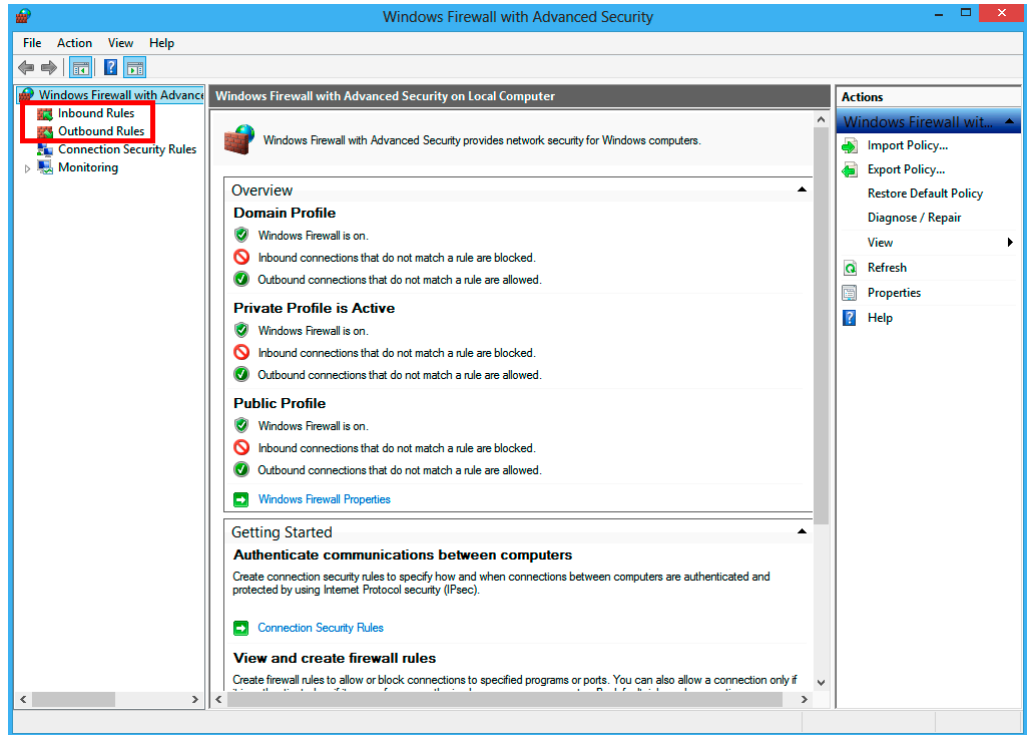 Windows Firewall with Advanced Security
File Action View Help
Windows Firewall with Advance
Inbound Rules
Outbound Rules
Connection Security Rules
Monitoring
Windows Firewall with Advanced Security on Local Computer
Windows Firewall with Advanced Security provides network security for Windows computers.
Overview
Domain Profile
Windows Firewall is on.
Inbound connections that do not match a rule are blocked.
Outbound connections that do not match a rule are allowed.
Private Profile is Active
Windows Firewall is on.
Inbound connections that do not match a rule are blocked.
Outbound connections that do not match a rule are allowed.
Public Profile
Windows Firewall is on.
Inbound connections that do not match a rule are blocked.
Outbound connections that do not match a rule are allowed.
Windows Firewall Properties
Getting Started
Authenticate communications between computers
Create connection security rules to specify how and when connections between computers are authenticated and
protected by using Internet Protocol security (IPsec).
Connection Security Rules
View and create firewall rules
Create firewall rules to allow or block connections to specified programs or ports. You can also allow a connection only if
Actions
Windows Firewall wit...
Import Policy...
Export Policy...
Restore Default Policy
Diagnose / Repair
View
Refresh
Properties
Help